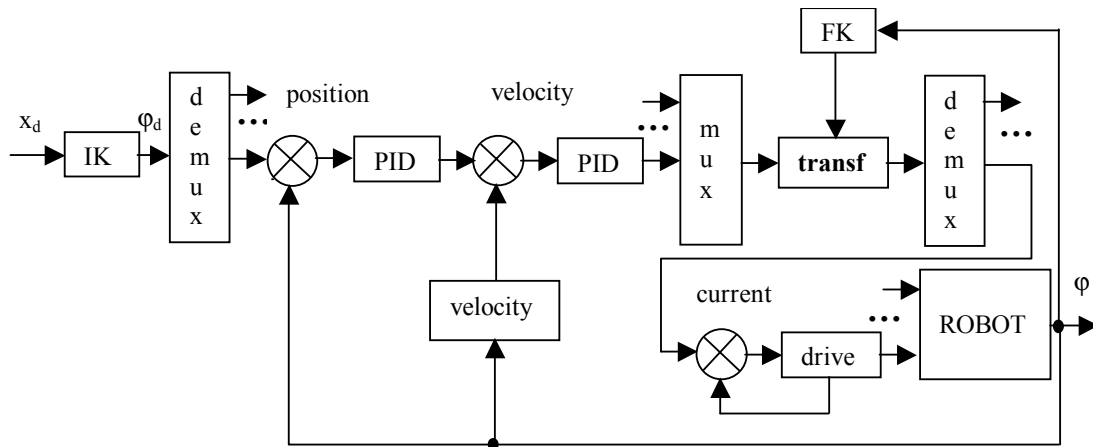 FK
x_d
IK
φ_d
d
e
m
u
x
position
PID
velocity
PID
m
u
x
transf
d
e
m
u
x
velocity
current
drive
ROBOT
φ